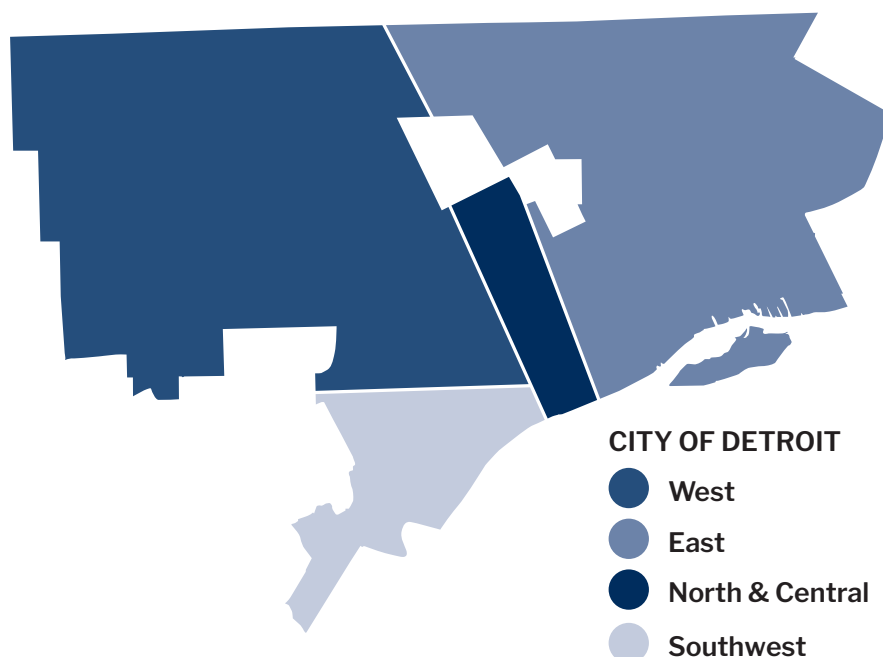 CITY OF DETROIT
West
East
North & Central
Southwest